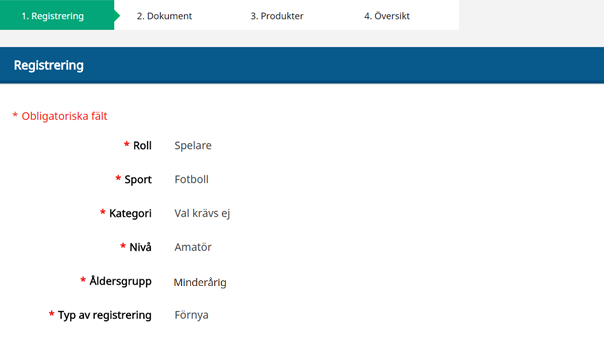 1. Registrering 2. Dokument 3. Produkter 4. Översikt
Registrering
* Obligatoriska fält
* Roll Spelare
* Sport Fotboll
* Kategori Val krävs ej
* Nivå Amatör
* Åldersgrupp Minderårig
* Typ av registrering Förnya